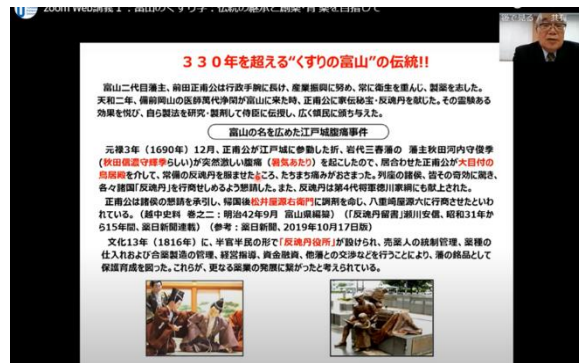 zoom Web講義1:富山のくすり学:伝統の継承と創薬・育薬を目指して
330年を超える“くすりの富山”の伝統!!
富山二代目藩主、前田正甫公は行政手腕に長け、産業振興に努め、常に衛生を重んじ、製薬を志した。
天和二年、備前岡山の医師萬代浄閑が富山に来た時、正甫公に家伝秘宝・反魂丹を献じた。その霊験ある
効果を悦び、自ら製法を研究・製剤して侍臣に伝授し、広く領民に頒ち与えた。
富山の名を広めた江戸城腹痛事件
元禄3年(1690年)12月、正甫公が江戸城に参勤した折、岩代三春藩の 藩主秋田河内守俊季
(秋田信濃守輝季らしい)が突然激しい腹痛(暑気あたり)を起こしたので、居合わせた正甫公が大目付の
鳥居殿を介して、常備の反魂丹を服ませたところ、たちまち痛みがおさまった。列座の諸侯、皆その奇効に驚き、
各々諸国「反魂丹」を行商せしめるよう懇請した。また、反魂丹は第4代将軍徳川家綱にも献上された。
正甫公は諸侯の懇請を承引し、帰国後松井屋源右衛門に調剤を命じ、八重崎屋源六に行商させたといわ
れている。(越中史料 巻之二:明治42年9月 富山県編纂)(「反魂丹留書」瀬川安信、昭和31年か
ら15年間、薬日新聞連載)(参考:薬日新聞、2019年10月17日版)
文化13年(1816年)に、半官半民の形で「反魂丹役所」が設けられ、売薬人の統制管理、薬種の
仕入れおよび合薬製造の管理、経営指導、資金融資、他藩との交渉などを行うことにより、藩の銘品として
保護育成を図った。これらが、更なる薬業の発展に繋がったと考えられている。